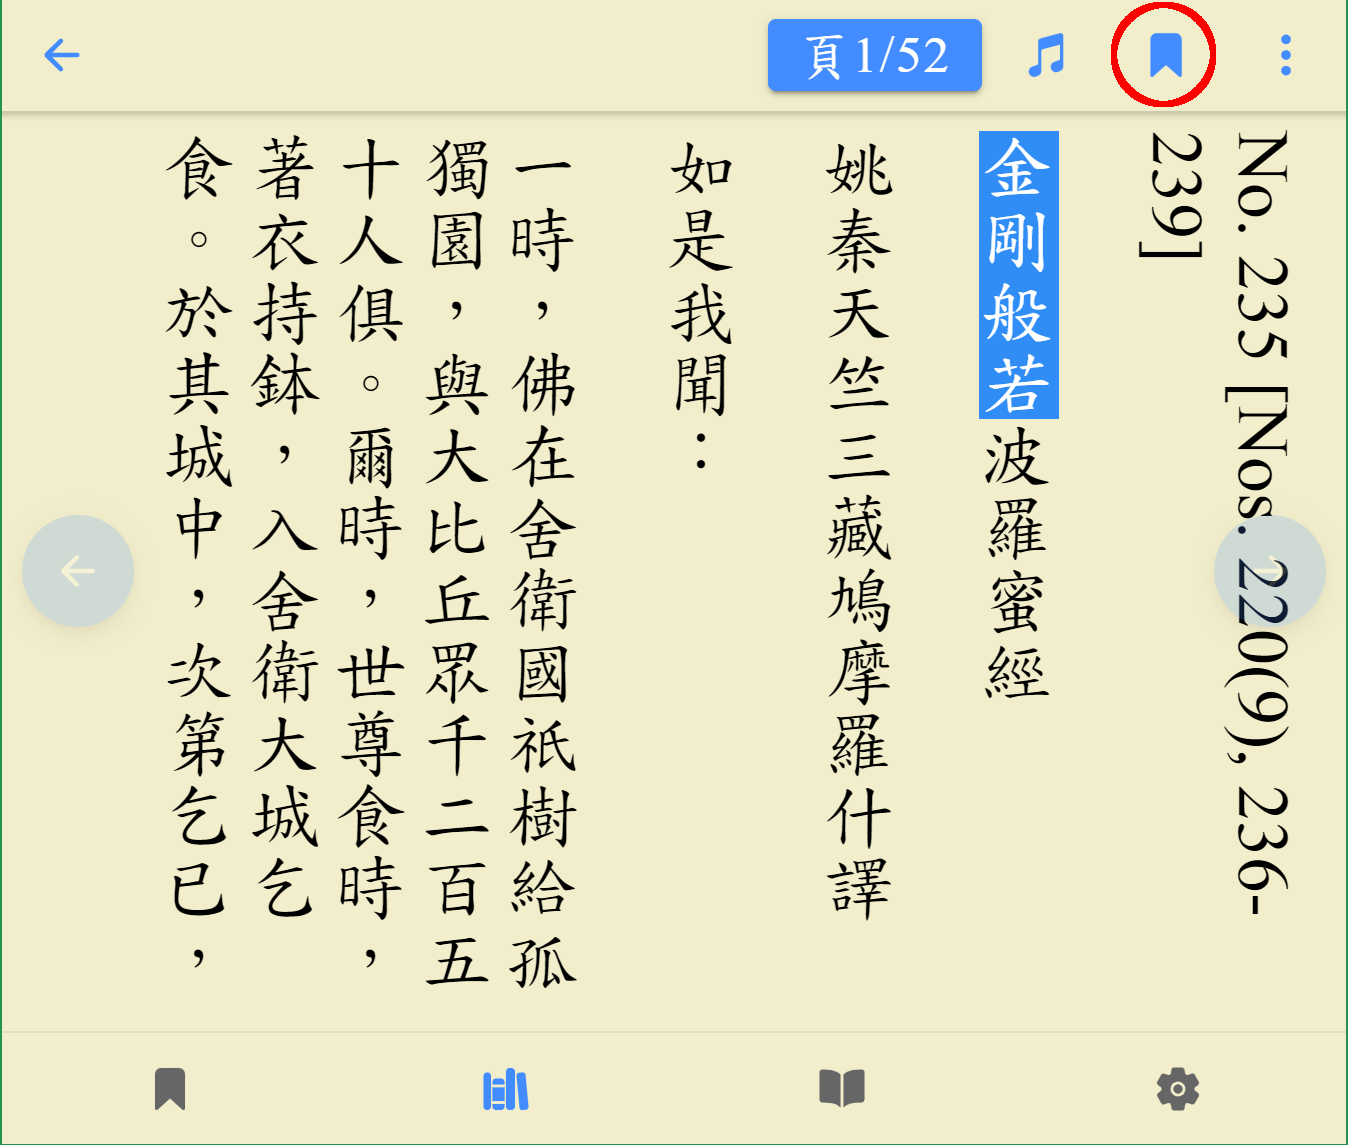 頁1/52
No. 235 [Nos. 220(9), 236-
239]
金剛般若波羅蜜經
姚秦天竺三藏鳩摩羅什譯
如是我聞：
一時，佛在舍衛國祇樹給孤
獨園，與大比丘眾千二百五
十人俱。爾時，世尊食時，
著衣持鉢，入舍衛大城乞
食。於其城中，次第乞已，